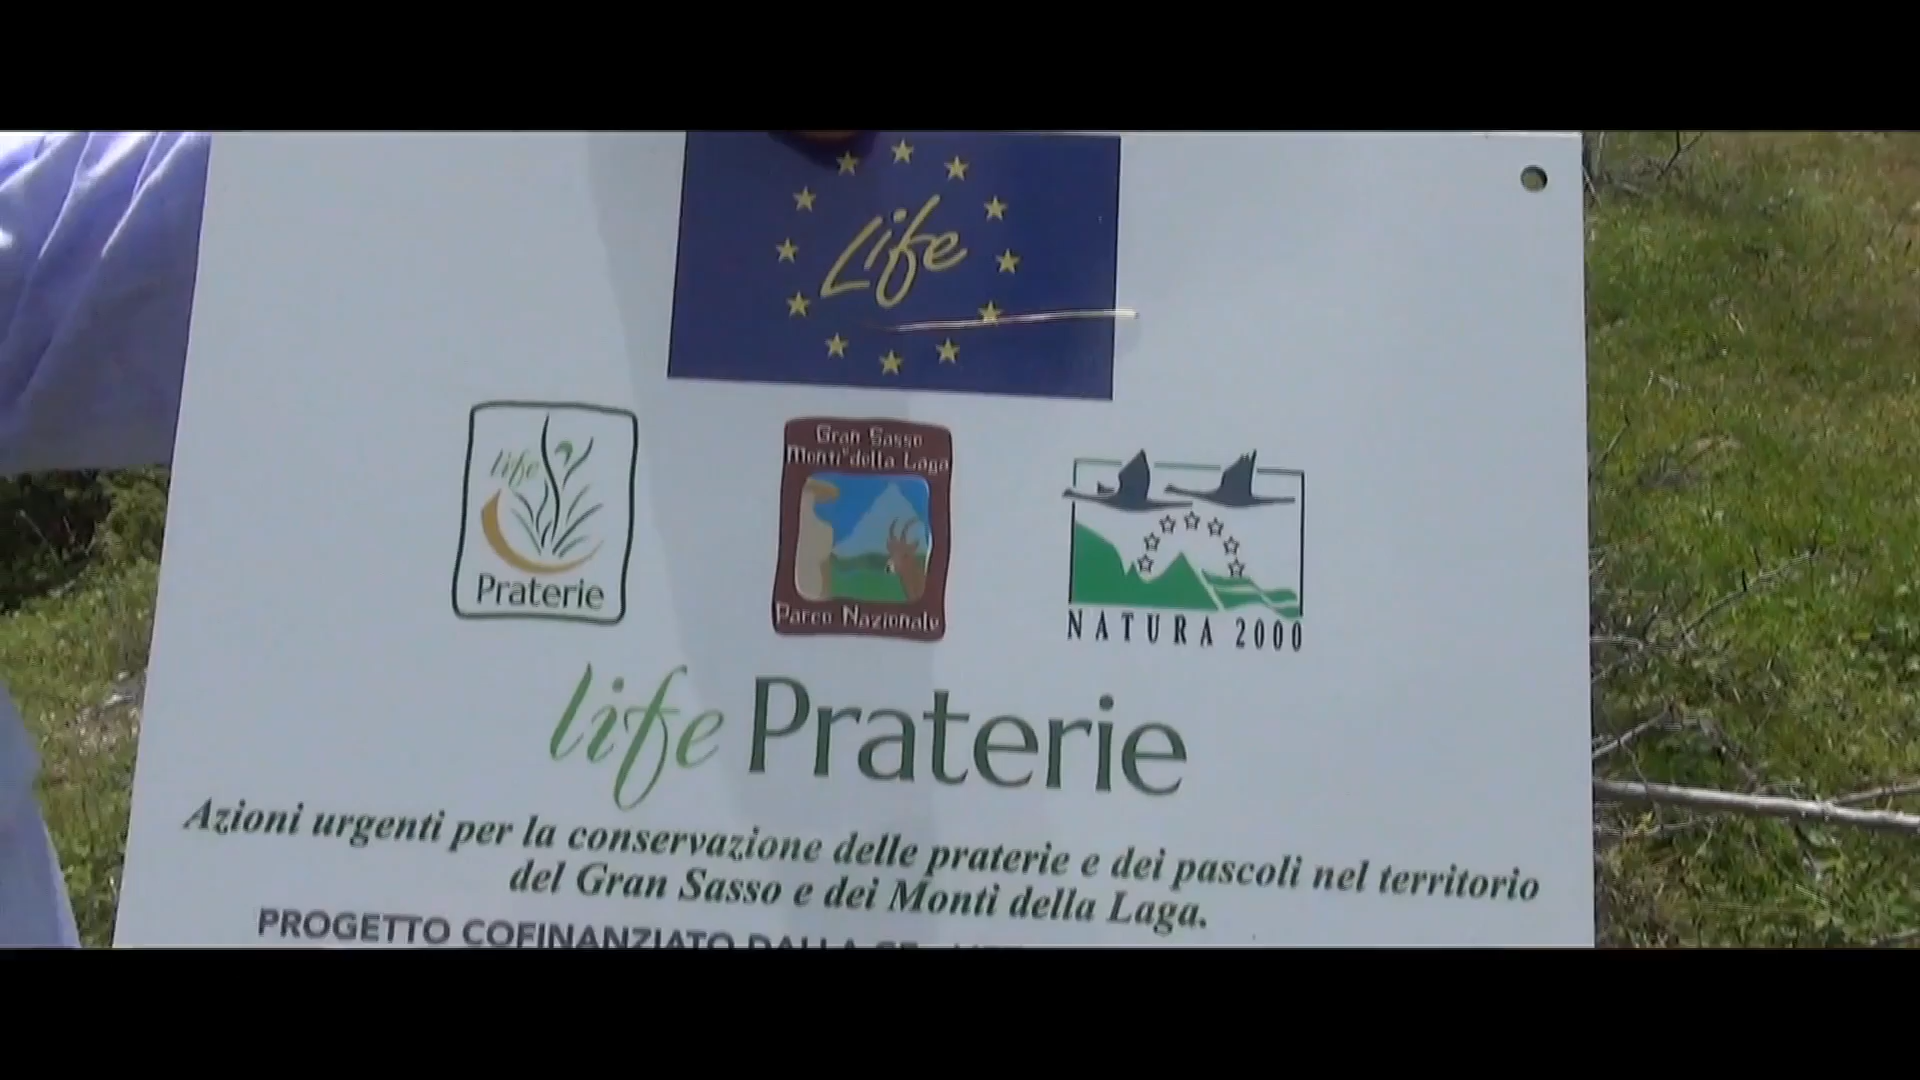 Life
life
Praterie
Gran Sasso
Monti della Laga
Parco Nazionale
NATURA 2000
life Praterie
Azioni urgenti per la conservazione delle praterie e dei pascoli nel territorio
del Gran Sasso e dei Monti della Laga.
PROGETTO COFINANZIATO DALLA